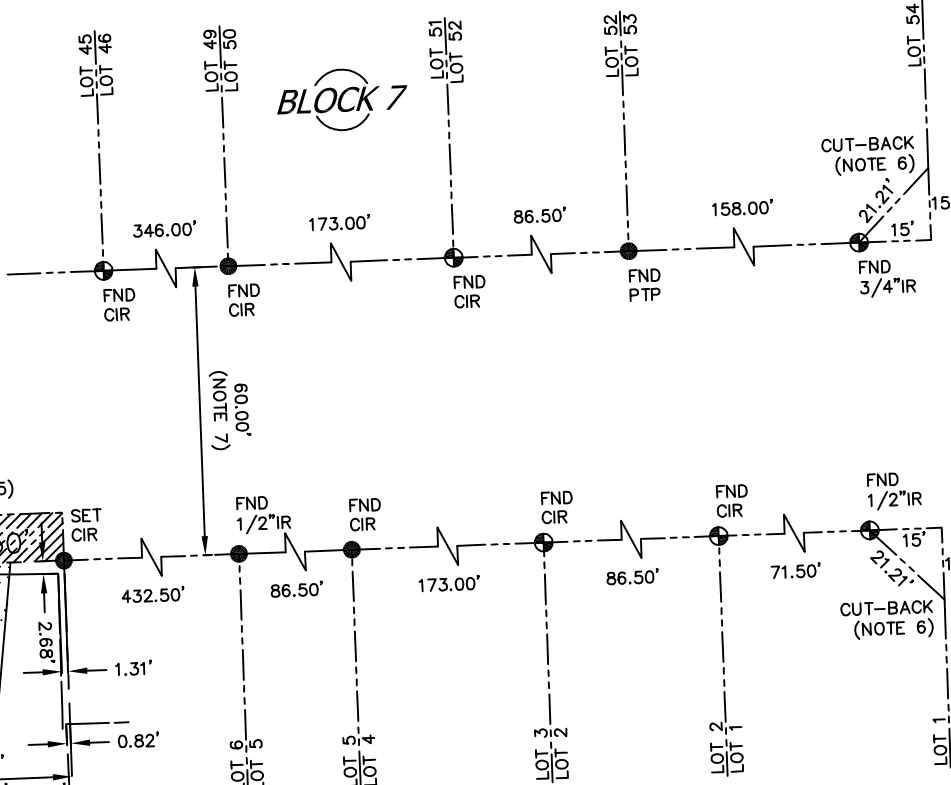 LOT 45
LOT 46
LOT 49
LOT 50
LOT 51
LOT 52
LOT 52
LOT 53
LOT 54
BLOCK 7
CUT-BACK
(NOTE 6)
21.21'
15'
15
346.00'
173.00'
86.50'
158.00'
FND
CIR
FND
CIR
FND
CIR
FND
PTP
FND
3/4"IR
60.00'
(NOTE 7)
5)
SET
CIR
FND
1/2"IR
FND
CIR
FND
CIR
FND
CIR
FND
1/2"IR
432.50'
86.50'
173.00'
86.50'
71.50'
15'
1
21.21'
CUT-BACK
(NOTE 6)
2.68'
1.31'
0.82'
LOT 6
LOT 5
LOT 5
LOT 4
LOT 3
LOT 2
LOT 2
LOT 1
LOT 1